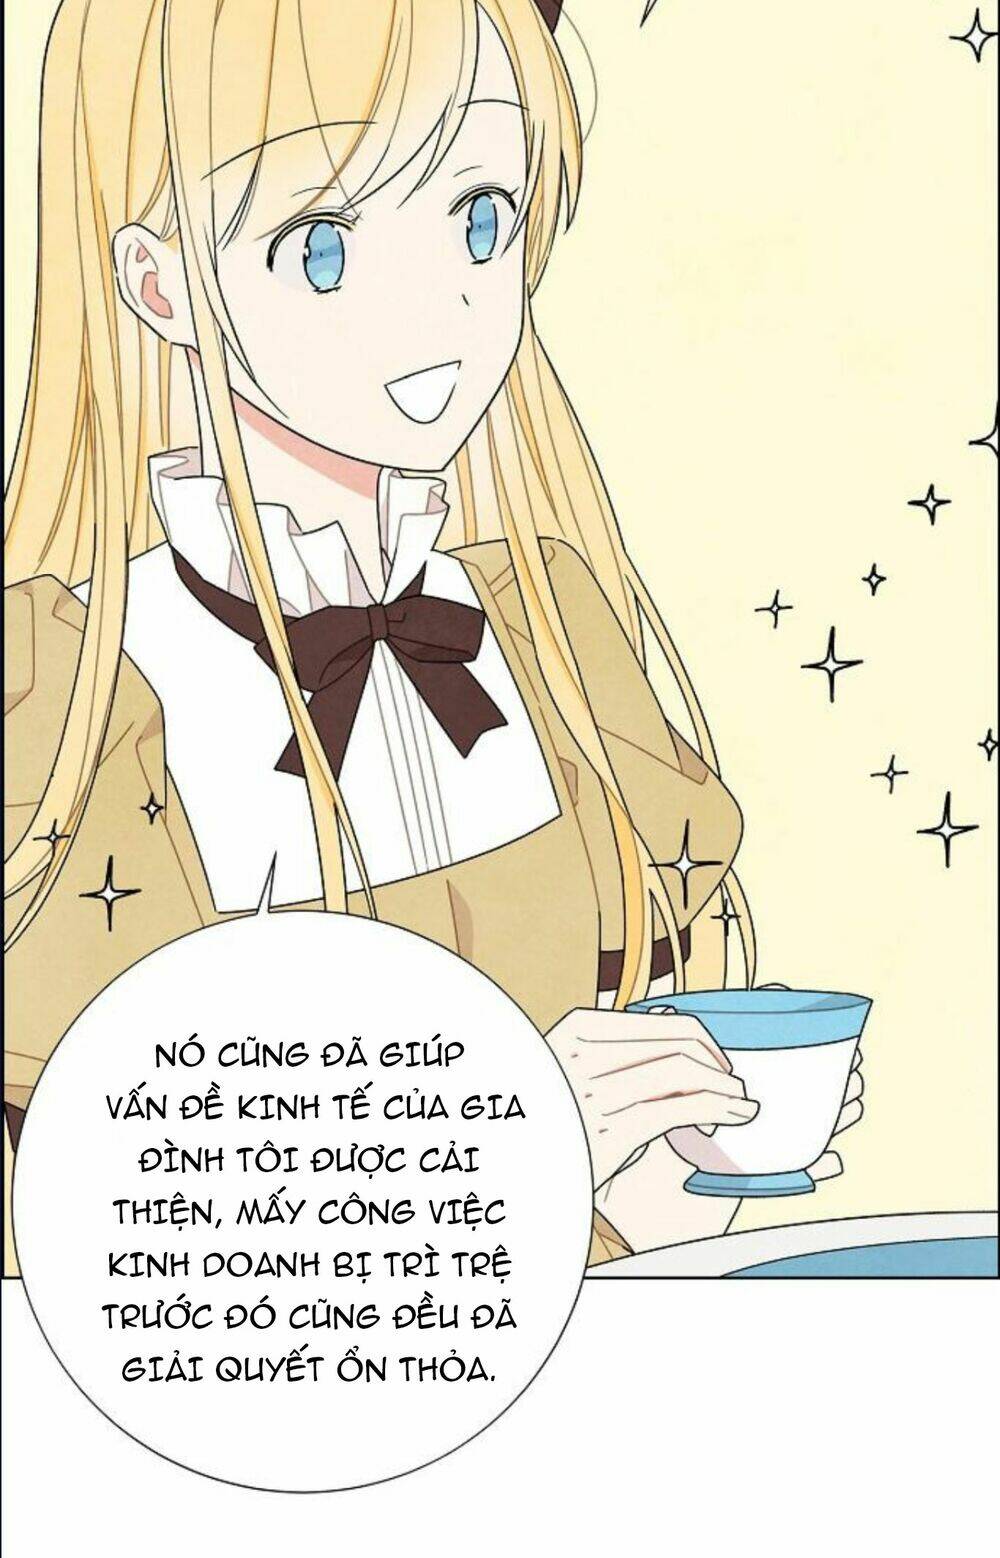 NÓ CŨNG ĐÃ GIÚP
VẤN ĐỀ KINH TẾ CỦA GIA
ĐÌNH TÔI ĐƯỢC CẢI
THIỆN, MẤY CÔNG VIỆC
KINH DOANH BỊ TRÌ TRỆ
TRƯỚC ĐÓ CŨNG ĐỀU ĐÃ
GIẢI QUYẾT ỔN THỎA.